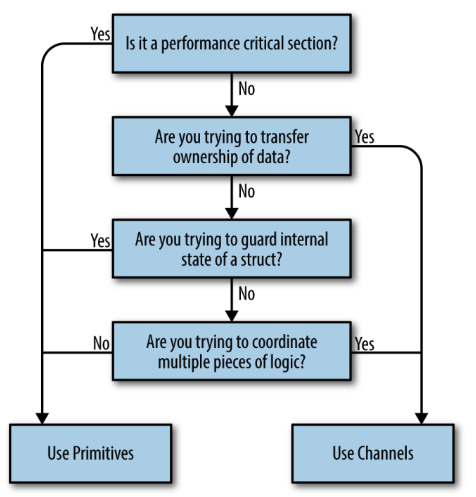 Yes
Is it a performance critical section?
No
Are you trying to transfer
ownership of data?
Yes
No
Yes
Are you trying to guard internal
state of a struct?
No
No
Are you trying to coordinate
multiple pieces of logic?
Yes
Use Primitives
Use Channels